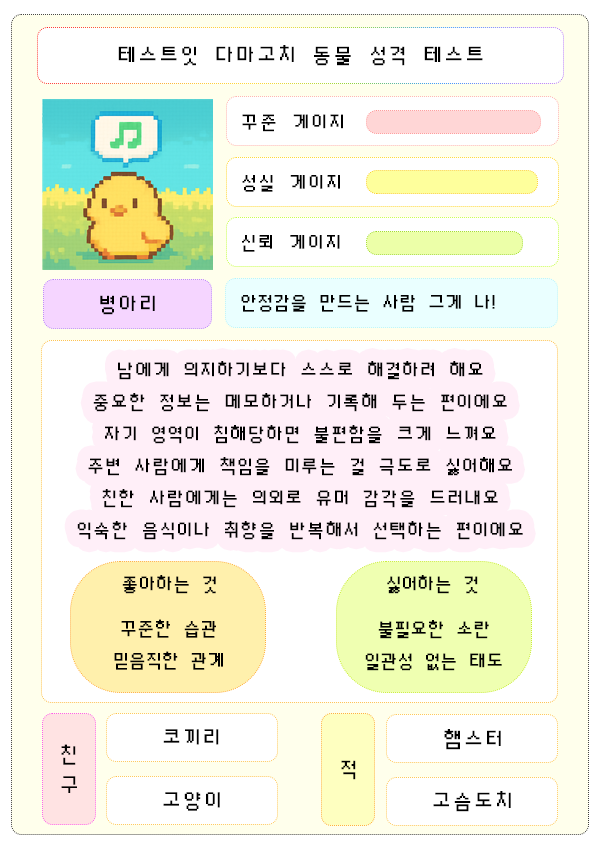 테스트잇 다마고치 동물 성격 테스트
꾸준 게이지
성실 게이지
신뢰 게이지
병아리
안정감을 만드는 사람 그게 나!
남에게 의지하기보다 스스로 해결하려 해요
중요한 정보는 메모하거나 기록해 두는 편이에요
자기 영역이 침해당하면 불편함을 크게 느껴요
주변 사람에게 책임을 미루는 걸 극도로 싫어해요
친한 사람에게는 의외로 유머 감각을 드러내요
익숙한 음식이나 취향을 반복해서 선택하는 편이에요
좋아하는 것
꾸준한 습관
믿음직한 관계
싫어하는 것
불필요한 소란
일관성 없는 태도
친구
코끼리
고양이
적
햄스터
고슴도치